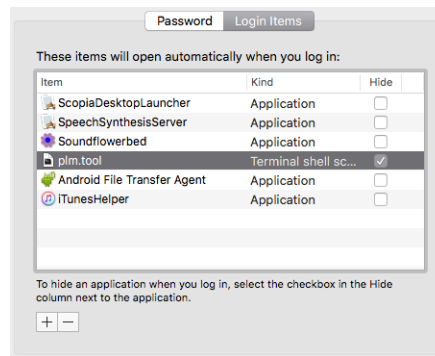 Password Login Items
These items will open automatically when you log in:
Item Kind Hide
ScopiaDesktopLauncher Application
SpeechSynthesisServer Application
Soundflowerbed Application
plm.tool Terminal shell sc...
Android File Transfer Agent Application
iTunesHelper Application
To hide an application when you log in, select the checkbox in the Hide
column next to the application.